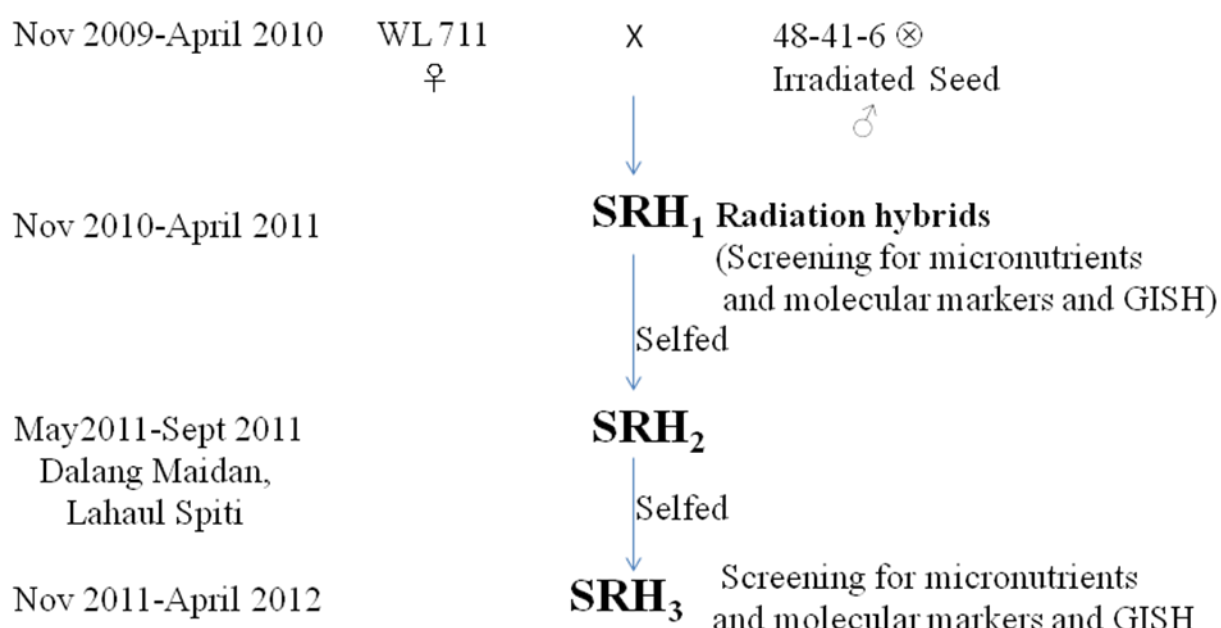 Nov 2009-April 2010 WL 711 X 48-41-6 ⊗
♀ Irradiated Seed
♂
Nov 2010-April 2011 SRH₁ Radiation hybrids
(Screening for micronutrients
and molecular markers and GISH)
Selfed
May2011-Sept 2011 SRH₂
Dalang Maidan,
Lahaul Spiti
Selfed
Nov 2011-April 2012 SRH₃ Screening for micronutrients
and molecular markers and GISH